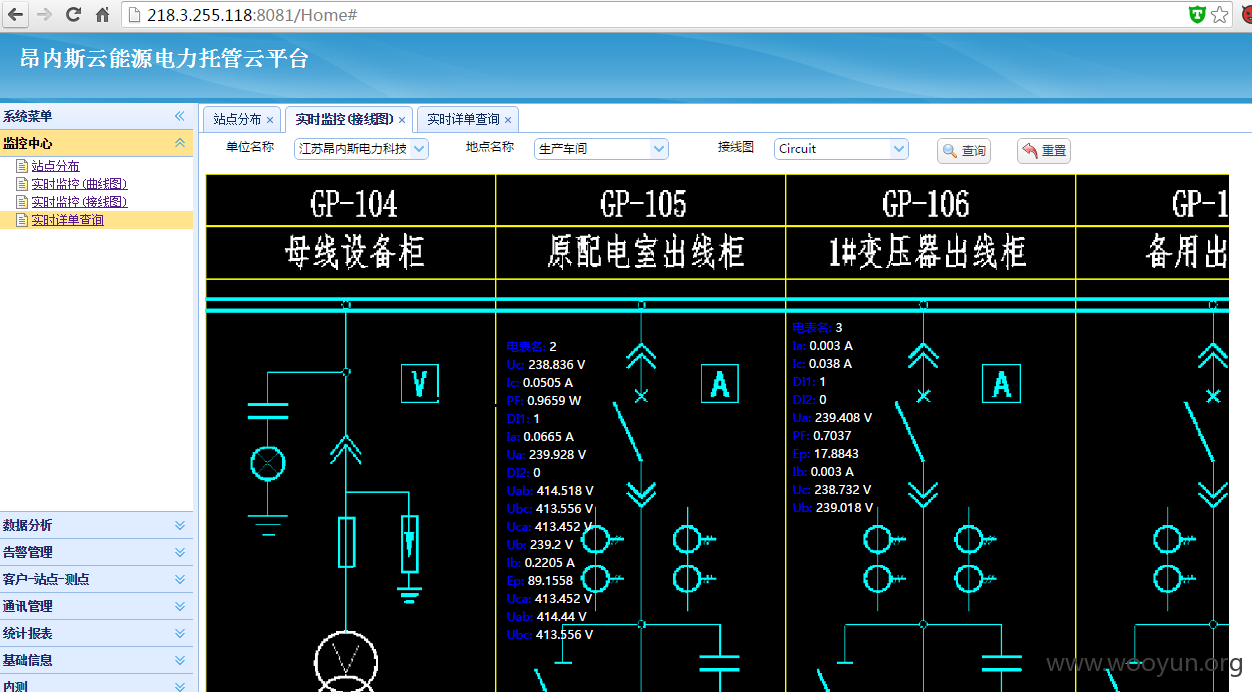 218.3.255.118:8081/Home#
昂内斯云能源电力托管云平台
系统菜单
监控中心
站点分布
实时监控(曲线图)
实时监控(接线图)
实时详单查询
数据分析
告警管理
客户-站点-测点
通讯管理
统计报表
基础信息
内测
站点分布 × 实时监控(接线图) × 实时详单查询 ×
单位名称 江苏昂内斯电力科技 地点名称 生产车间 接线图 Circuit 查询 重置
GP-104 GP-105 GP-106 GP-1
母线设备柜 原配电室出线柜 1#变压器出线柜 备用出
V
A
电表名: 2
Uc: 238.836 V
Ic: 0.0505 A
PF: 0.9659 W
DI1: 1
Ia: 0.0665 A
Ua: 239.928 V
DI2: 0
Uab: 414.518 V
Ubc: 413.556 V
Uca: 413.452 V
Ub: 239.2 V
Ib: 0.2205 A
Ep: 89.1558
Uca: 413.452 V
Uab: 414.44 V
Ubc: 413.556 V
A
电表名: 3
Ia: 0.003 A
Ic: 0.038 A
DI1: 1
DI2: 0
Ua: 239.408 V
PF: 0.7037
Ep: 17.8843
Ib: 0.003 A
Uc: 238.732 V
Ub: 239.018 V
V
www.wooyun.org